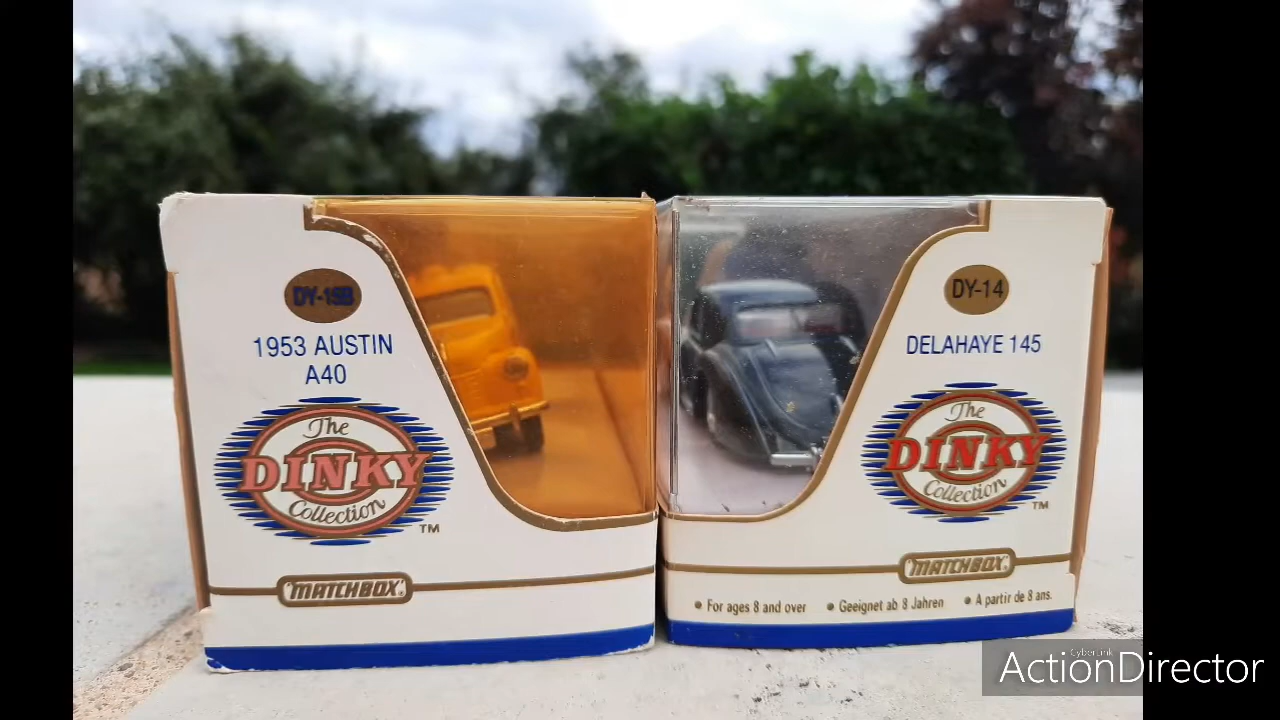 DY-15B
1953 AUSTIN
A40
The
DINKY
Collection
TM
MATCHBOX
DY-14
DELAHAYE 145
The
DINKY
Collection
TM
MATCHBOX
• For ages 8 and over • Geeignet ab 8 Jahren • A partir de 8 ans.
CyberLink
ActionDirector